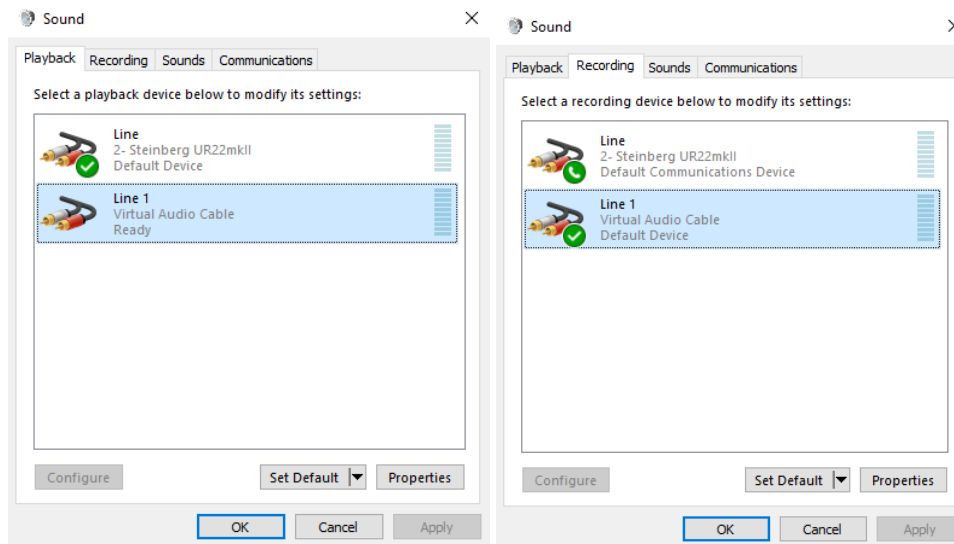 Sound
Playback Recording Sounds Communications
Select a playback device below to modify its settings:
Line
2- Steinberg UR22mkII
Default Device
Line 1
Virtual Audio Cable
Ready
Configure Set Default Properties
OK Cancel Apply
Sound
Playback Recording Sounds Communications
Select a recording device below to modify its settings:
Line
2- Steinberg UR22mkII
Default Communications Device
Line 1
Virtual Audio Cable
Default Device
Configure Set Default Properties
OK Cancel Apply